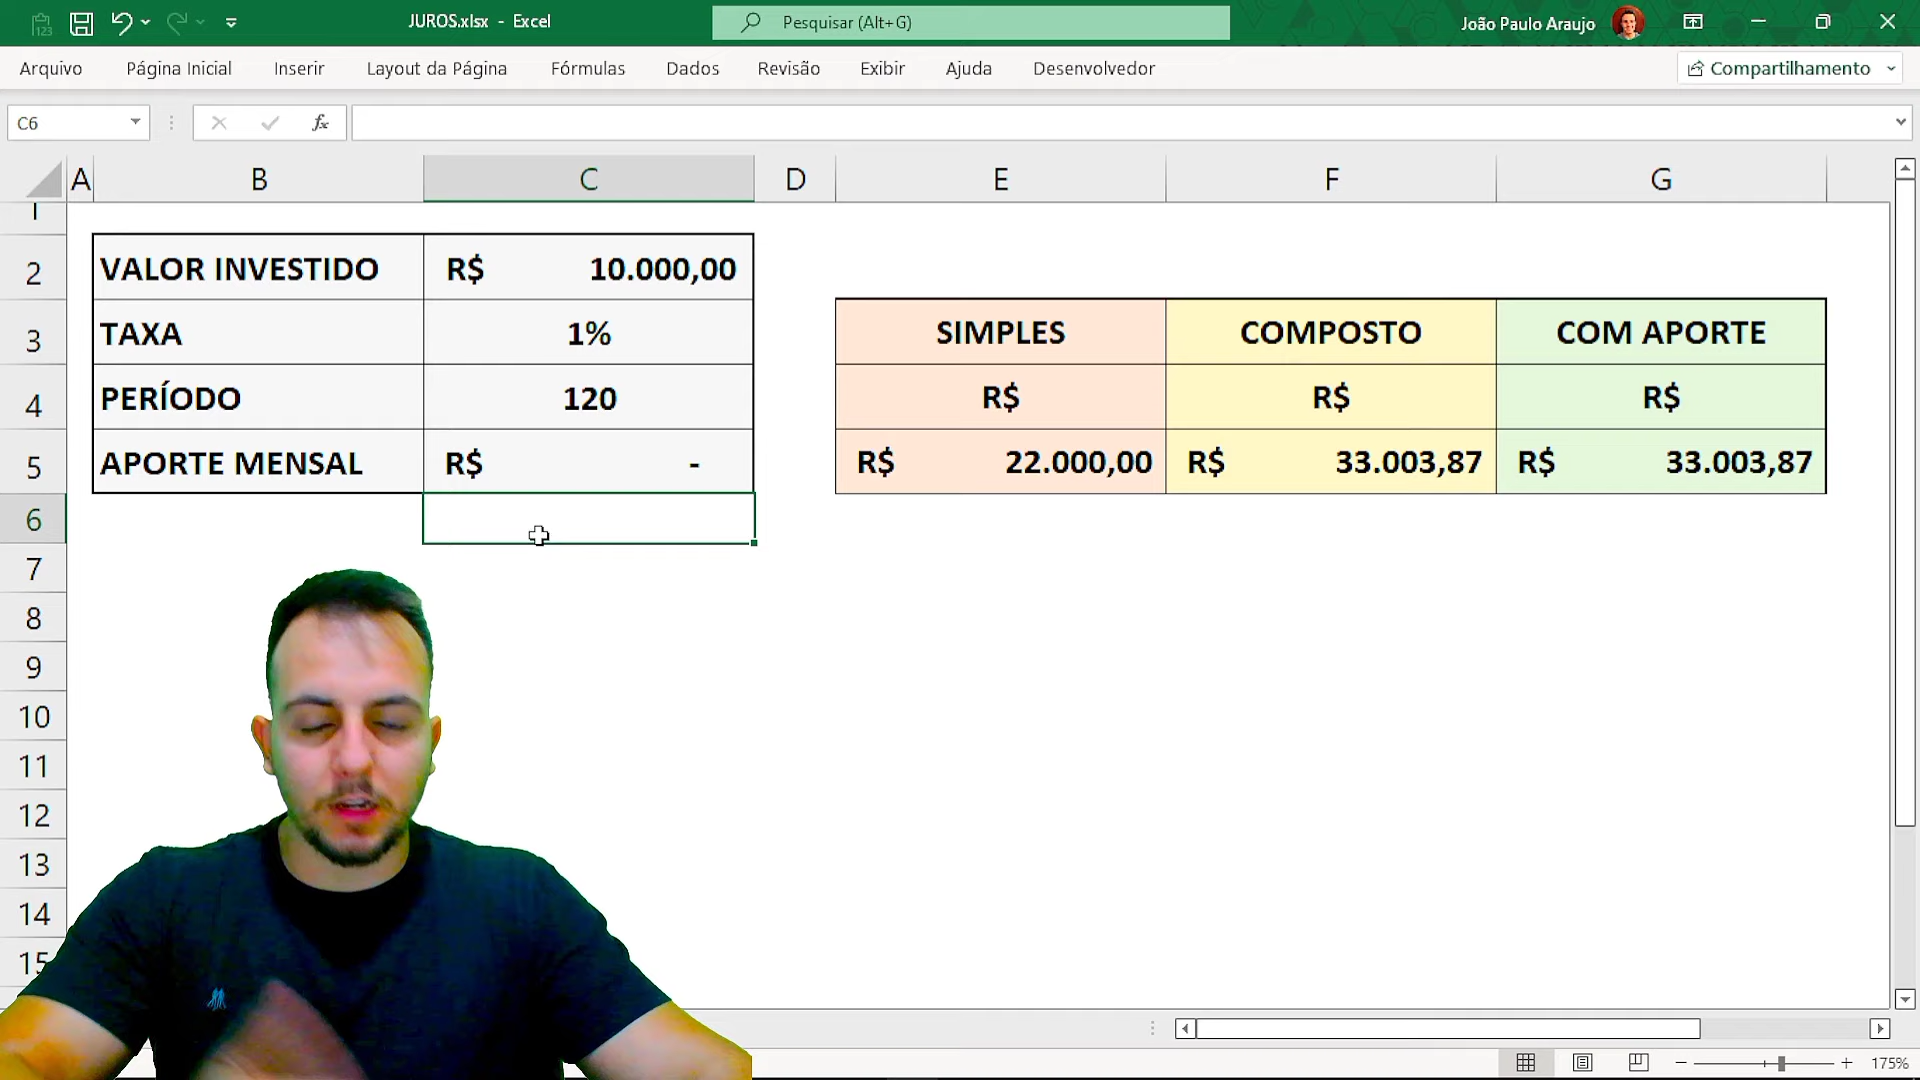 JUROS.xlsx - Excel
Pesquisar (Alt+G)
João Paulo Araujo
Arquivo Página Inicial Inserir Layout da Página Fórmulas Dados Revisão Exibir Ajuda Desenvolvedor Compartilhamento
C6 fx
A B C D E F G
1
2 VALOR INVESTIDO R$ 10.000,00
3 TAXA 1% SIMPLES COMPOSTO COM APORTE
4 PERÍODO 120 R$ R$ R$
5 APORTE MENSAL R$ - R$ 22.000,00 R$ 33.003,87 R$ 33.003,87
6
7
8
9
10
11
12
13
14
15
175%